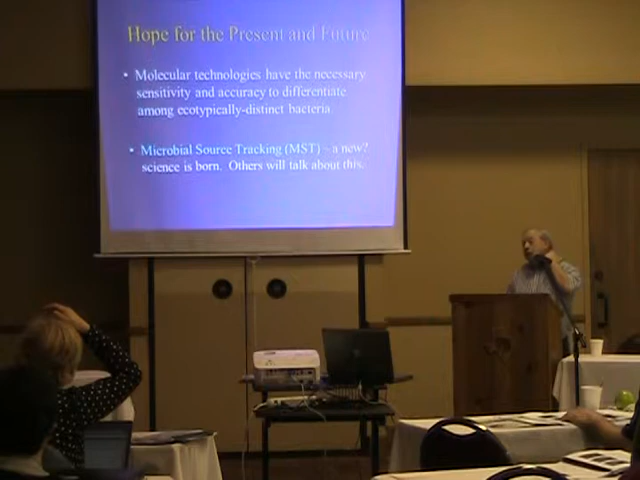 Hope for the Present and Future
• Molecular technologies have the necessary
sensitivity and accuracy to differentiate
among ecotypically-distinct bacteria.
• Microbial Source Tracking (MST) – a new?
science is born. Others will talk about this.